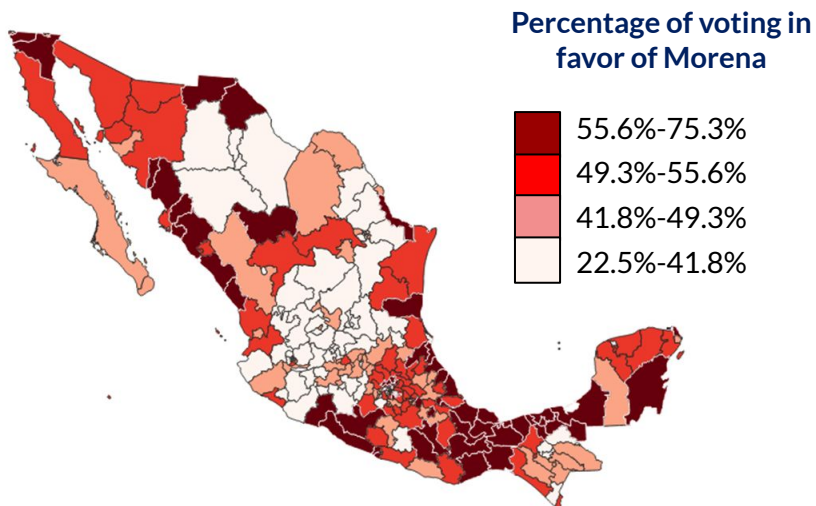 Percentage of voting in
favor of Morena
55.6%-75.3%
49.3%-55.6%
41.8%-49.3%
22.5%-41.8%